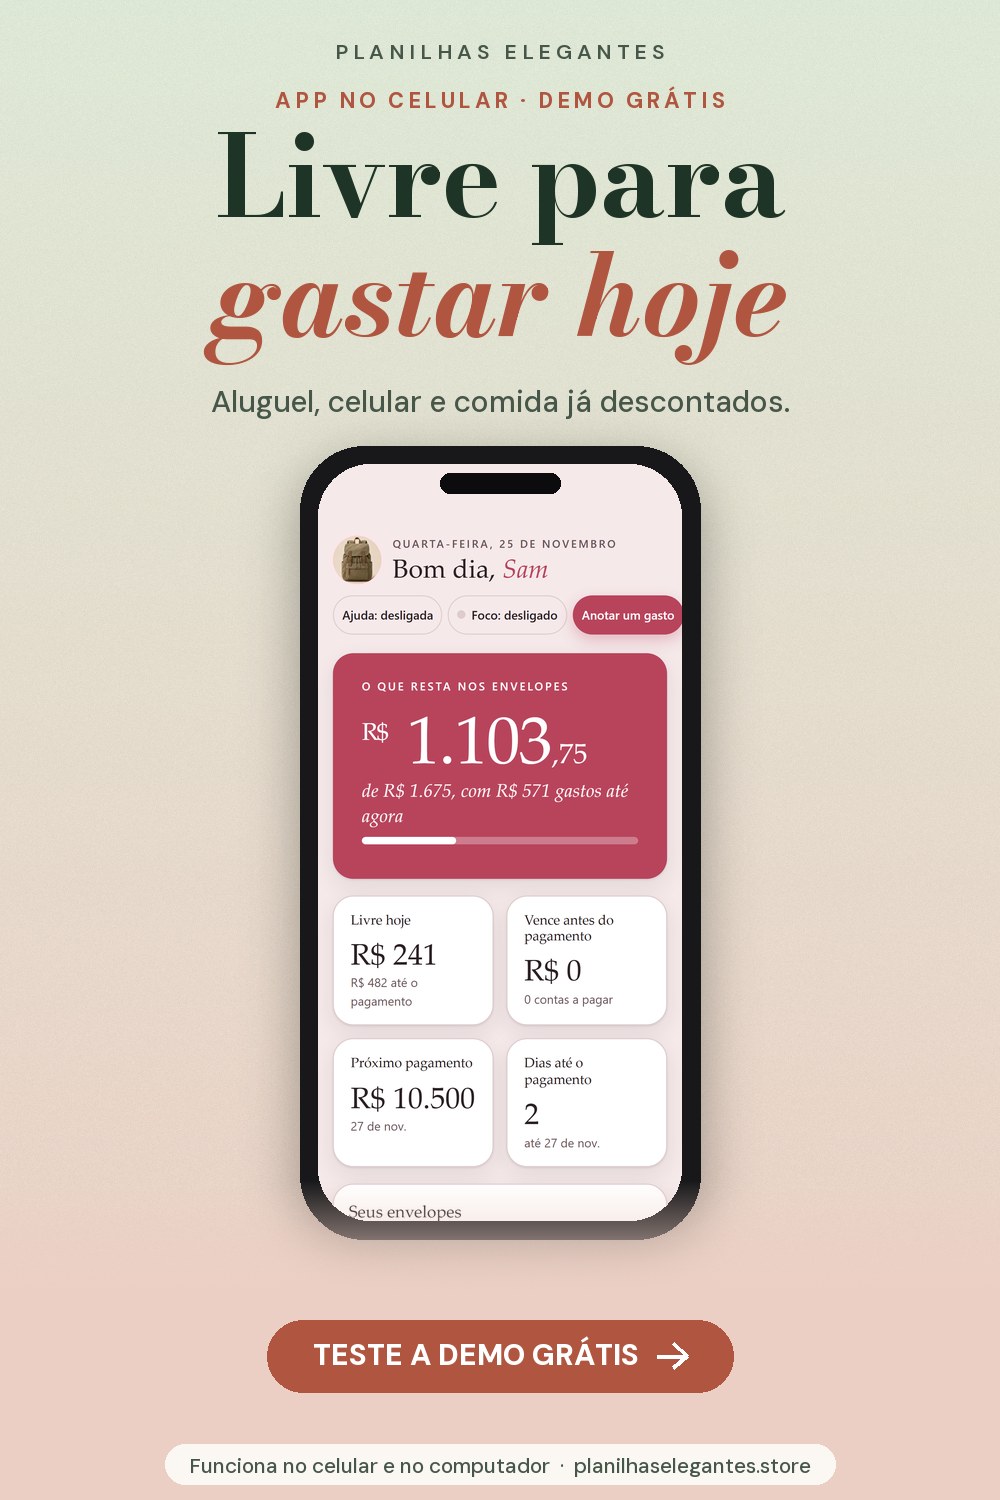 PLANILHAS ELEGANTES
APP NO CELULAR · DEMO GRÁTIS
Livre para
gastar hoje
Aluguel, celular e comida já descontados.
QUARTA-FEIRA, 25 DE NOVEMBRO
Bom dia, Sam
Ajuda: desligada
Foco: desligado
Anotar um gasto
O QUE RESTA NOS ENVELOPES
R$ 1.103,75
de R$ 1.675, com R$ 571 gastos até
agora
Livre hoje
R$ 241
R$ 482 até o
pagamento
Vence antes do
pagamento
R$ 0
0 contas a pagar
Próximo pagamento
R$ 10.500
27 de nov.
Dias até o
pagamento
2
até 27 de nov.
Seus envelopes
TESTE A DEMO GRÁTIS →
Funciona no celular e no computador · planilhaselegantes.store